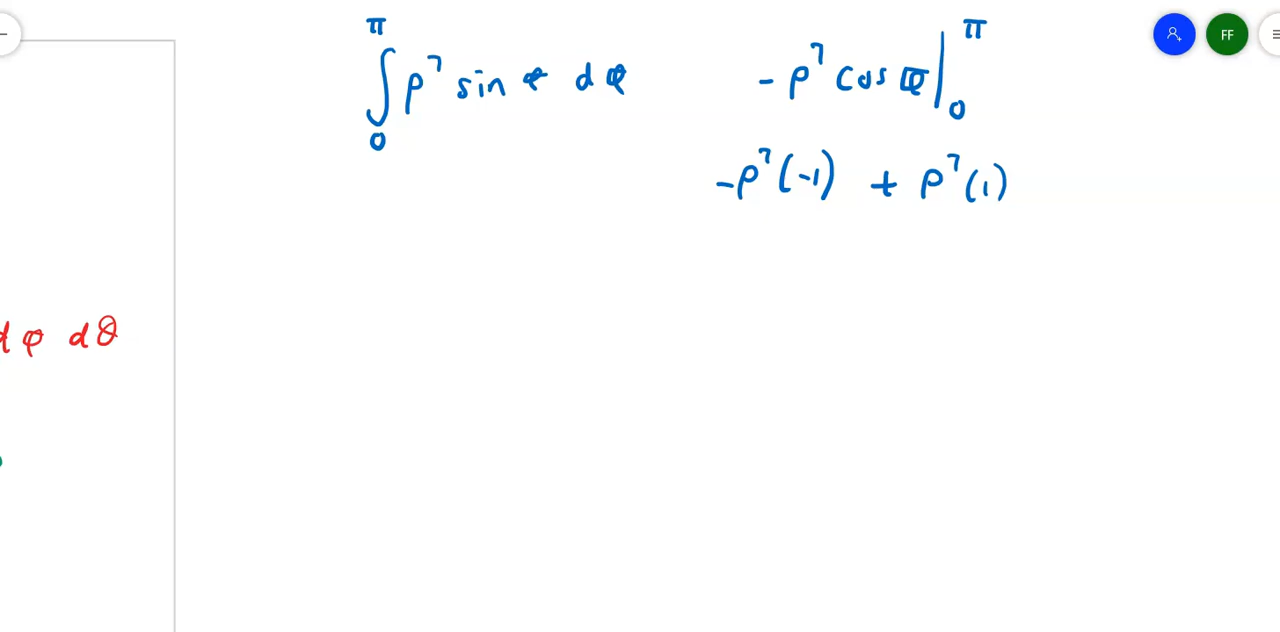 ∫₀^π ρ⁷ sin φ dφ     -ρ⁷ cos φ |₀^π
-ρ⁷(-1) + ρ⁷(1)
dφ dθ
FF